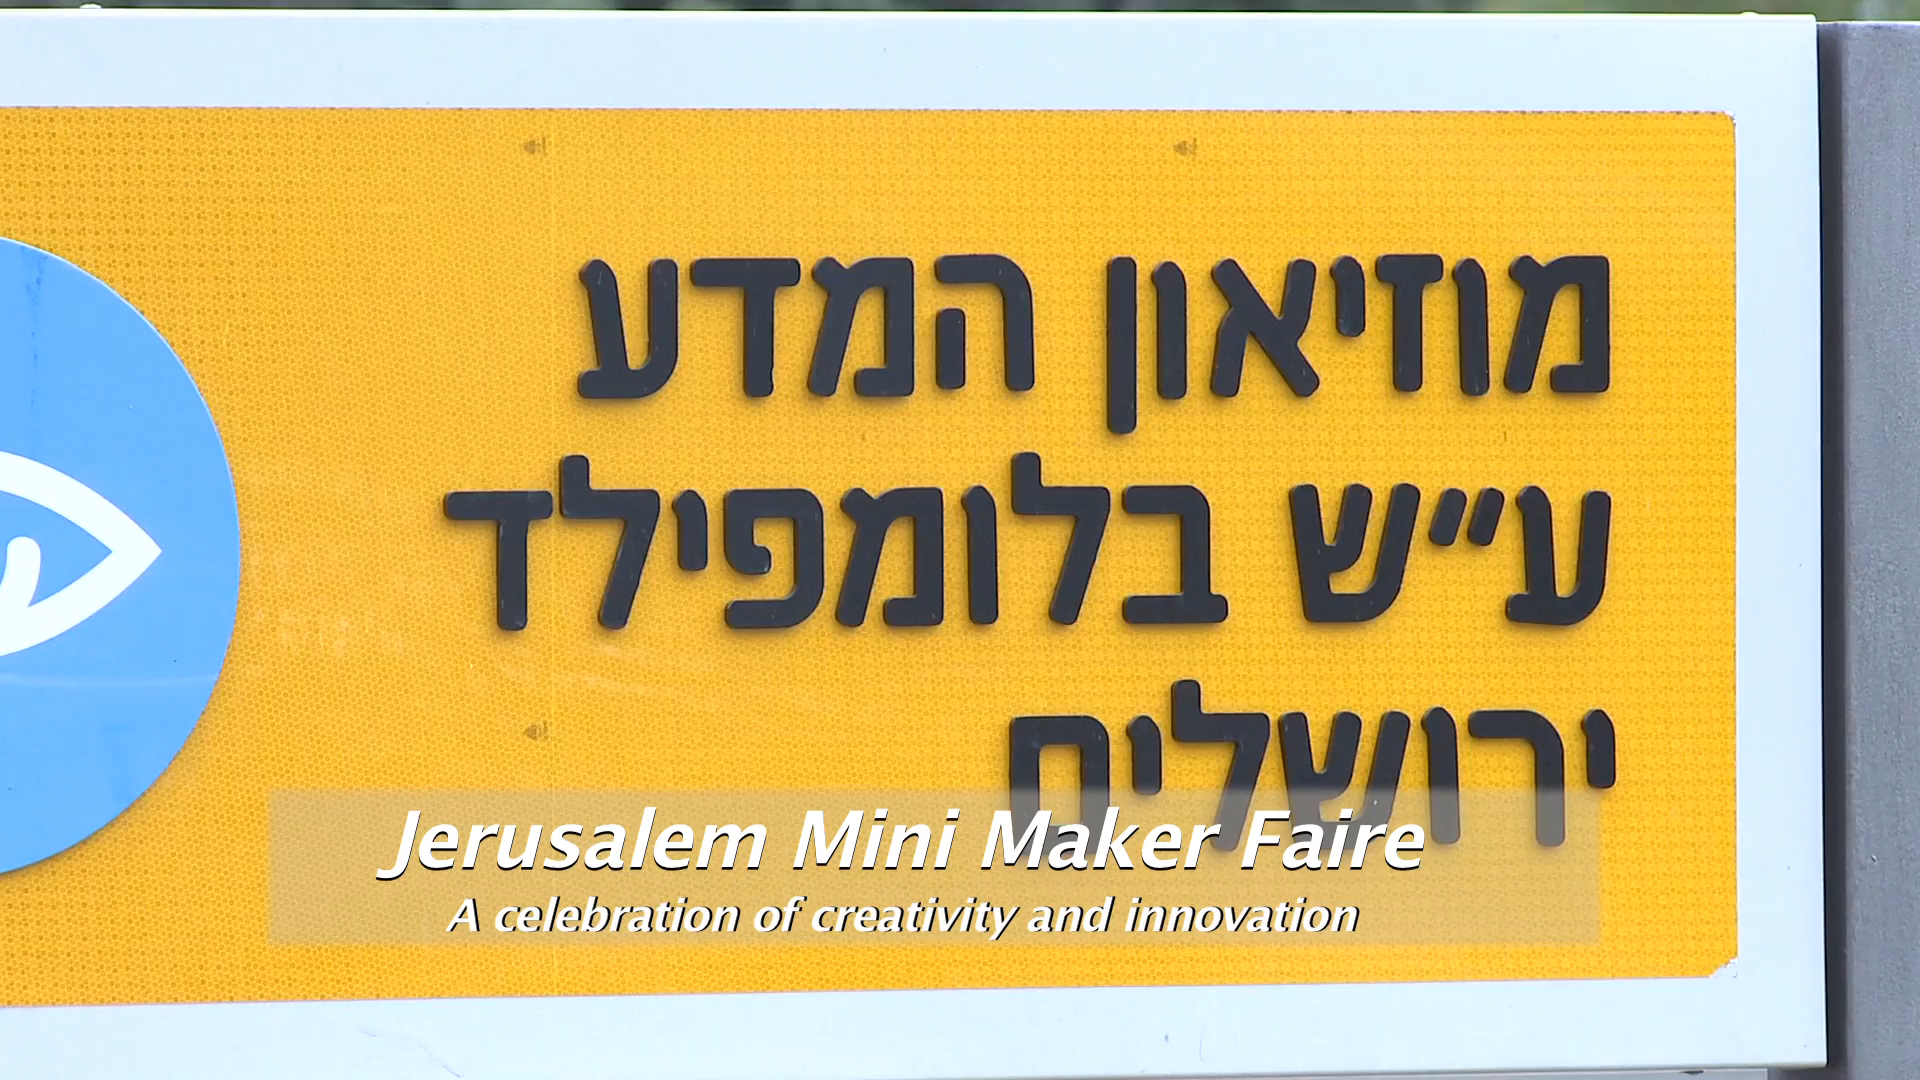 מוזיאון המדע
ע״ש בלומפילד
ירושלים
Jerusalem Mini Maker Faire
A celebration of creativity and innovation